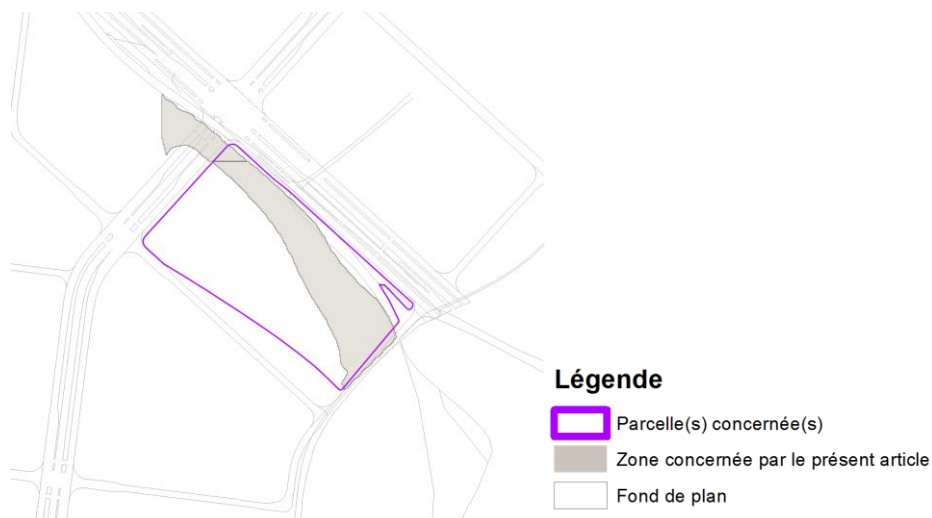 Légende
Parcelle(s) concernée(s)
Zone concernée par le présent article
Fond de plan